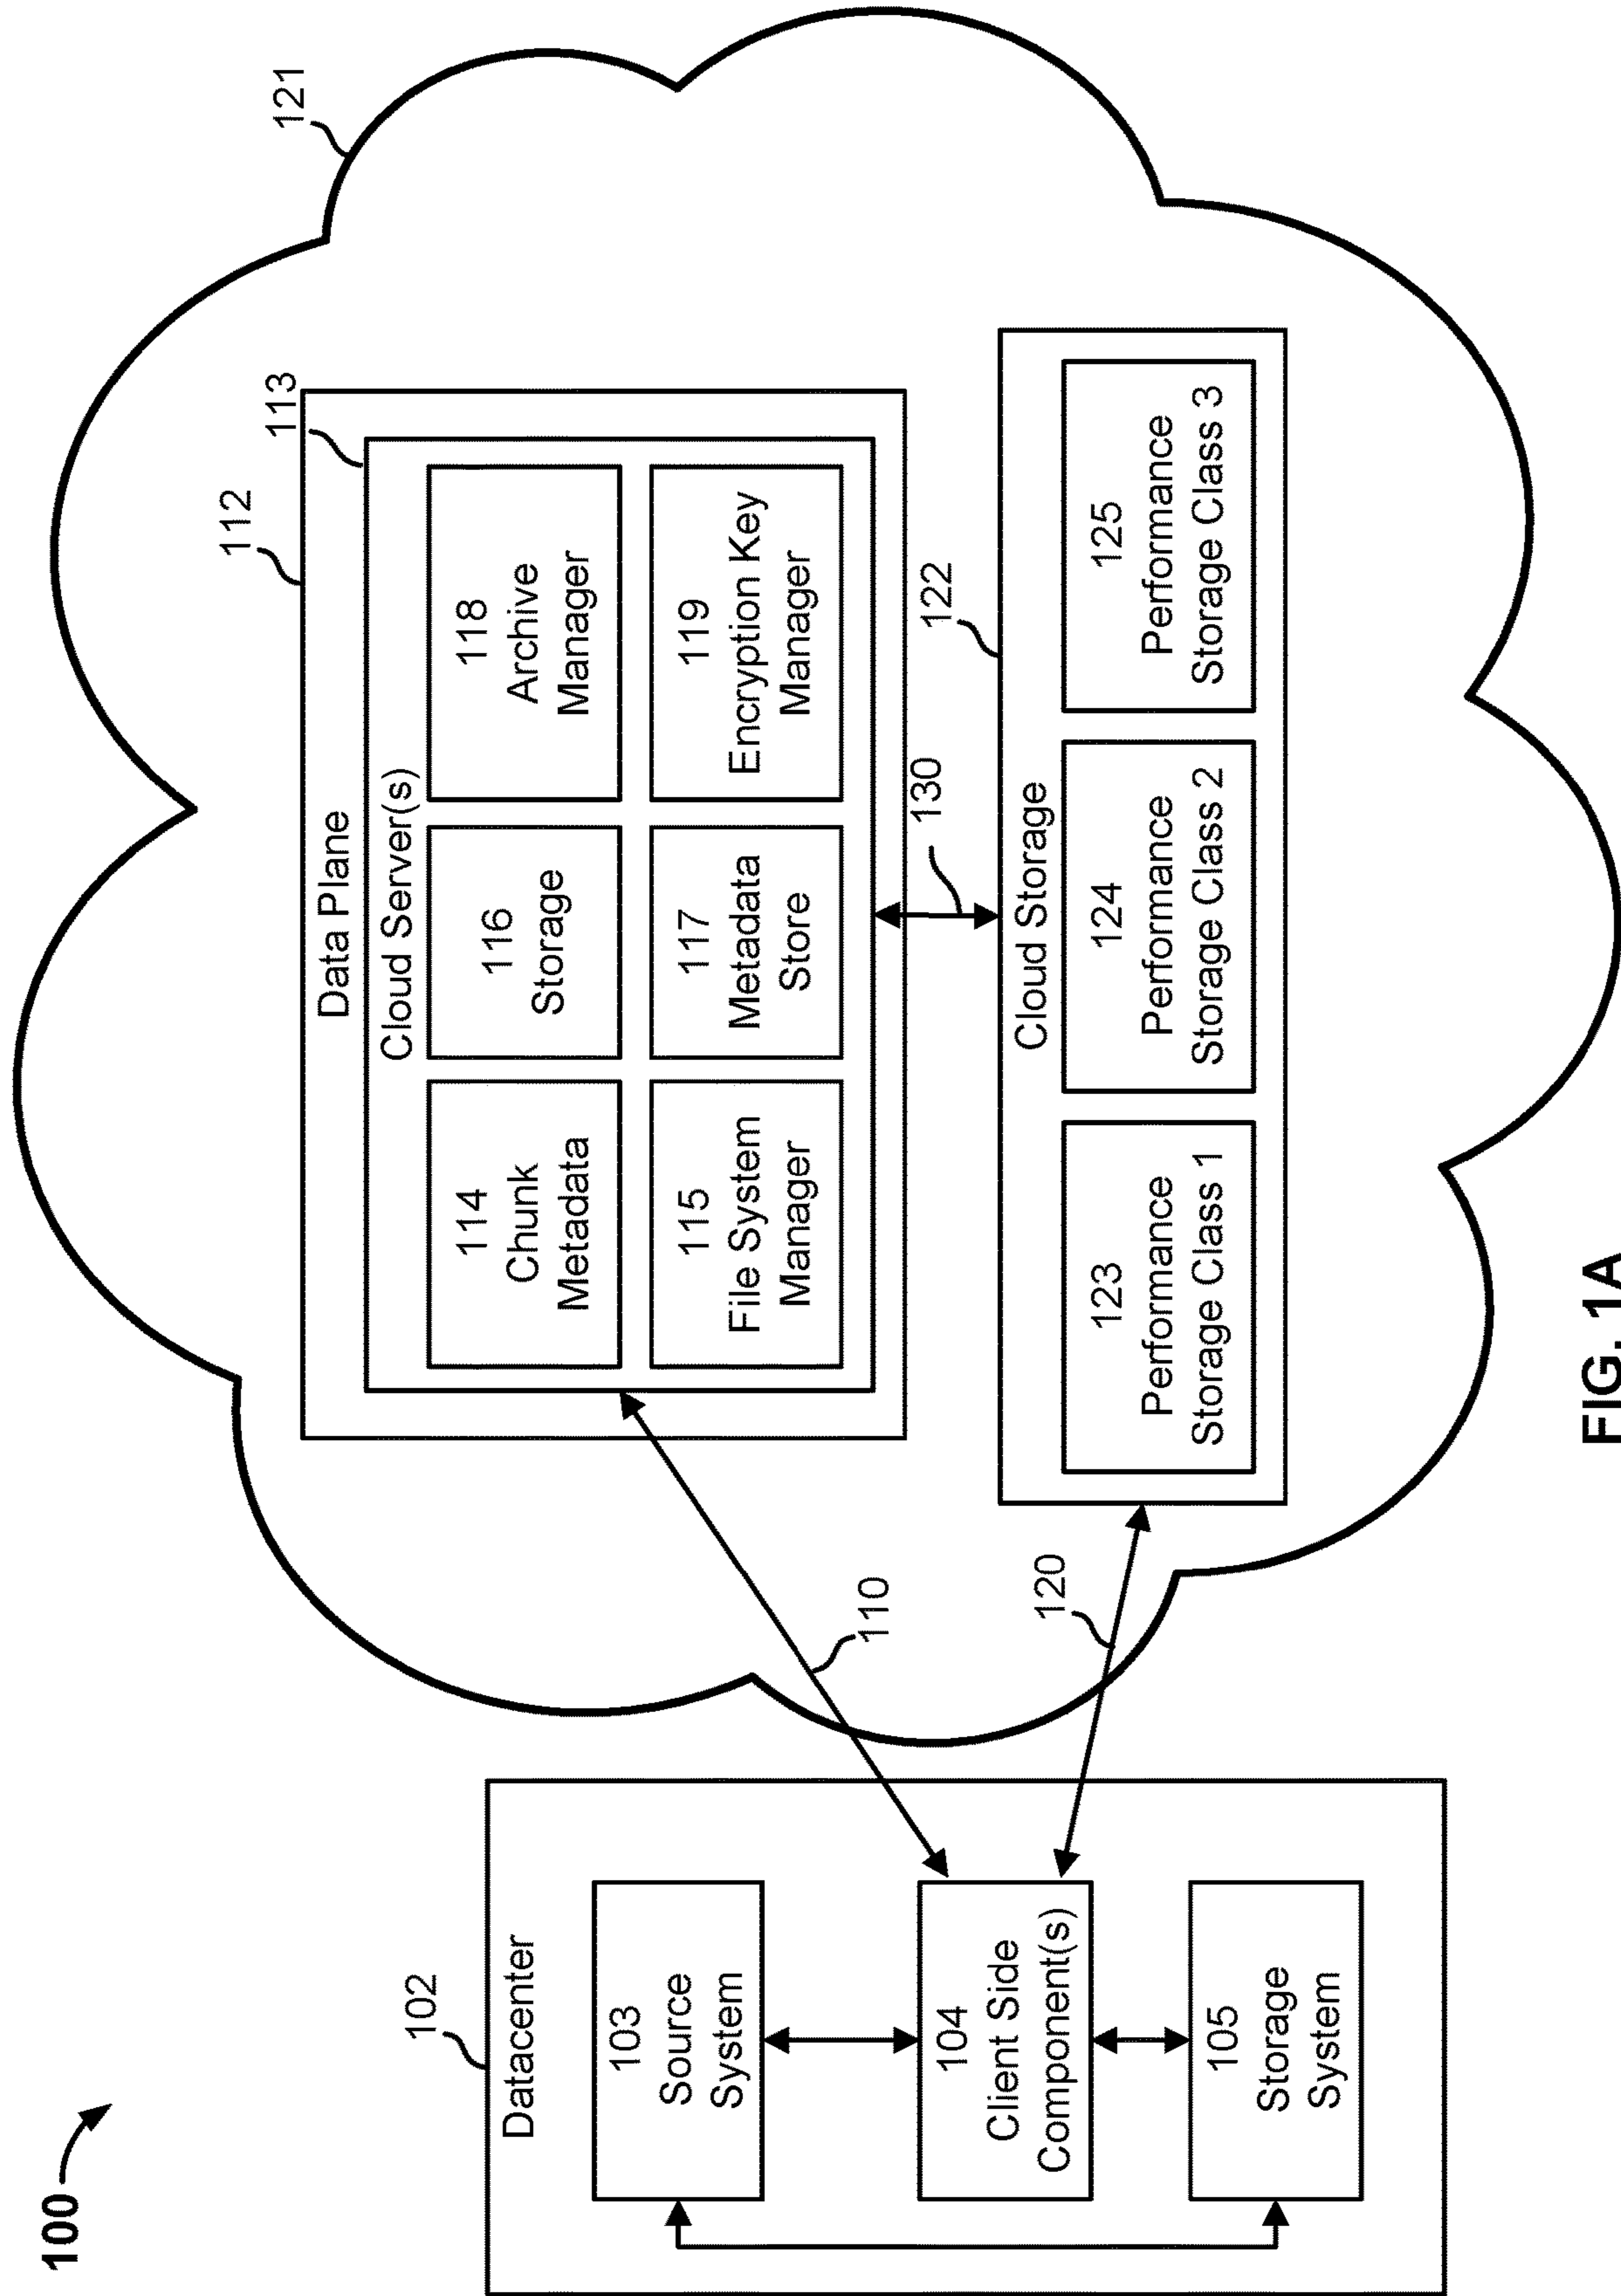 100
102
Datacenter
103
Source
System
104
Client Side
Component(s)
105
Storage
System
110
120
121
112
113
Data Plane
Cloud Server(s)
114
Chunk
Metadata
116
Storage
118
Archive
Manager
115
File System
Manager
117
Metadata
Store
119
Encryption Key
Manager
130
122
Cloud Storage
123
Performance
Storage Class 1
124
Performance
Storage Class 2
125
Performance
Storage Class 3
FIG. 1A